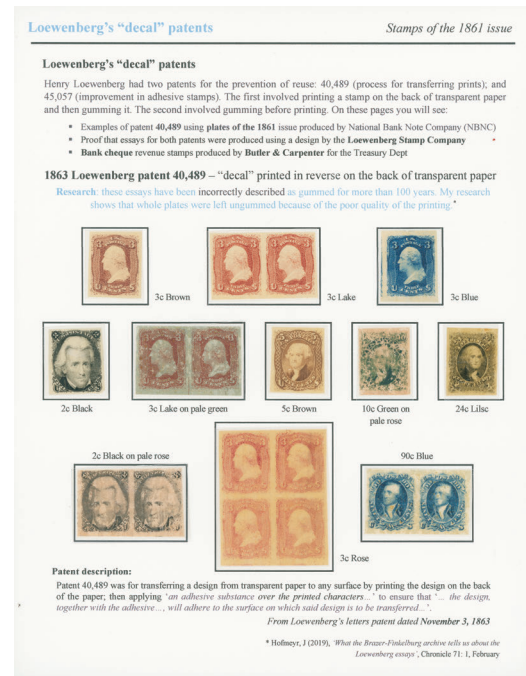 Loewenberg's "decal" patents
Stamps of the 1861 issue
Loewenberg's "decal" patents
Henry Loewenberg had two patents for the prevention of reuse: 40,489 (process for transferring prints); and
45,057 (improvement in adhesive stamps). The first involved printing a stamp on the back of transparent paper
and then gumming it. The second involved gumming before printing. On these pages you will see:
▪ Examples of patent 40,489 using plates of the 1861 issue produced by National Bank Note Company (NBNC)
▪ Proof that essays for both patents were produced using a design by the Loewenberg Stamp Company
▪ Bank cheque revenue stamps produced by Butler & Carpenter for the Treasury Dept
1863 Loewenberg patent 40,489 – "decal" printed in reverse on the back of transparent paper
Research: these essays have been incorrectly described as gummed for more than 100 years. My research
shows that whole plates were left ungummed because of the poor quality of the printing.*
3c Brown
3c Lake
3c Blue
2c Black
3c Lake on pale green
5c Brown
10c Green on
pale rose
24c Lilsc
2c Black on pale rose
90c Blue
3c Rose
Patent description:
Patent 40,489 was for transferring a design from transparent paper to any surface by printing the design on the back
of the paper; then applying 'an adhesive substance over the printed characters...' to ensure that '... the design,
together with the adhesive..., will adhere to the surface on which said design is to be transferred...'.
From Loewenberg's letters patent dated November 3, 1863
* Hofmeyr, J (2019), 'What the Brazer-Finkelburg archive tells us about the
Loewenberg essays', Chronicle 71: 1, February